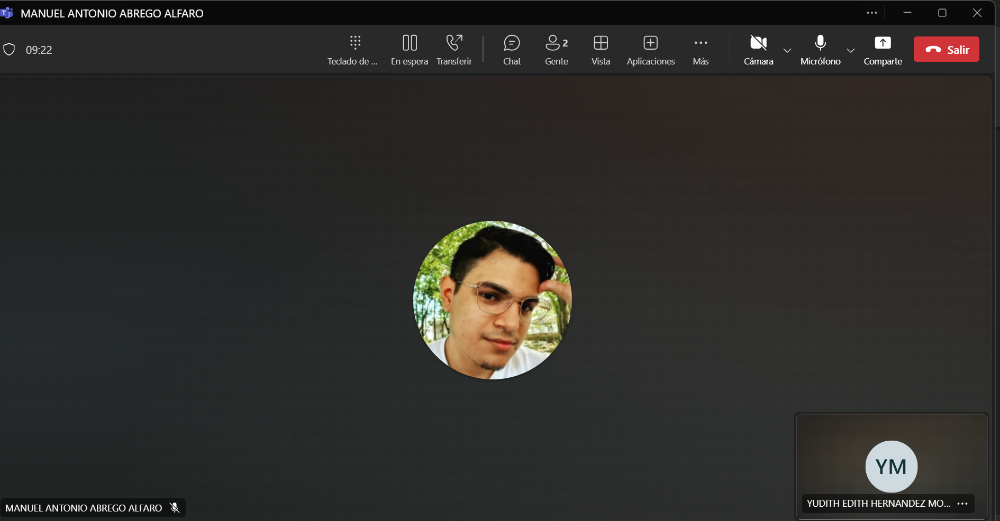 MANUEL ANTONIO ABREGO ALFARO
09:22
Teclado de ...
En espera
Transferir
Chat
2
Gente
Vista
Aplicaciones
Más
Cámara
Micrófono
Comparte
Salir
YM
YUDITH EDITH HERNANDEZ MO...
MANUEL ANTONIO ABREGO ALFARO